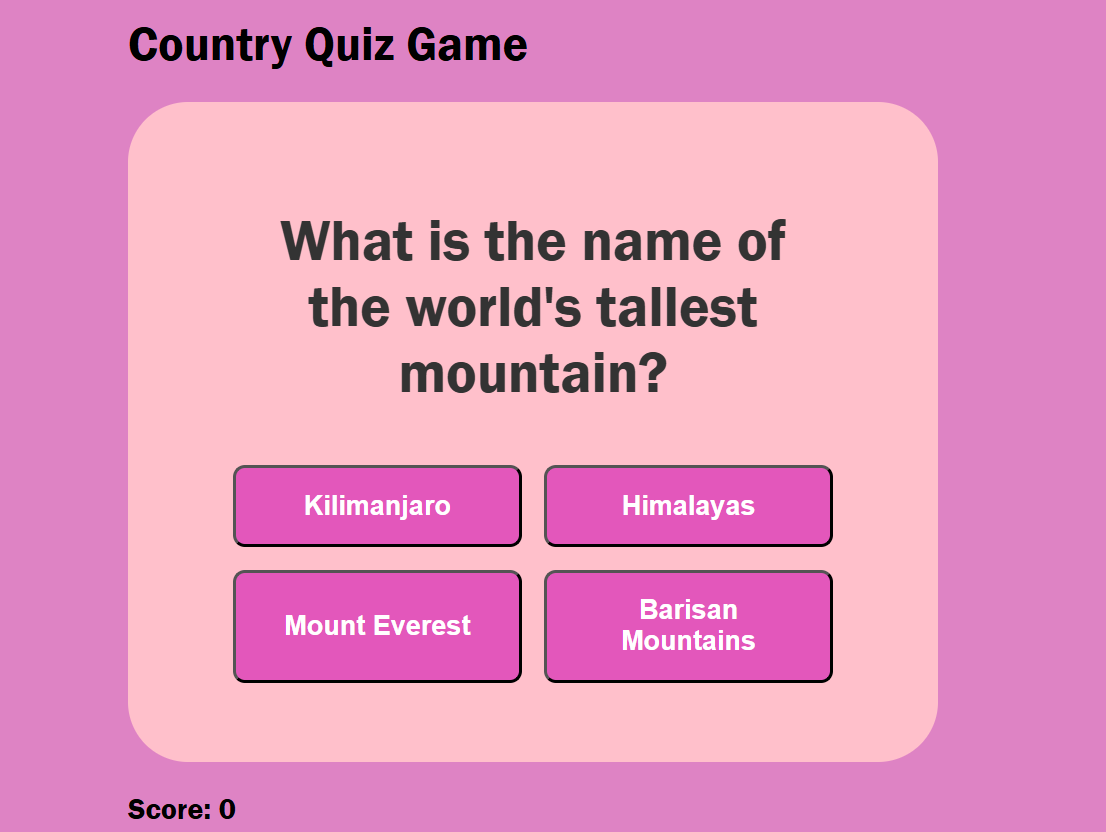 Country Quiz Game
What is the name of
the world's tallest
mountain?
Kilimanjaro
Himalayas
Mount Everest
Barisan
Mountains
Score: 0